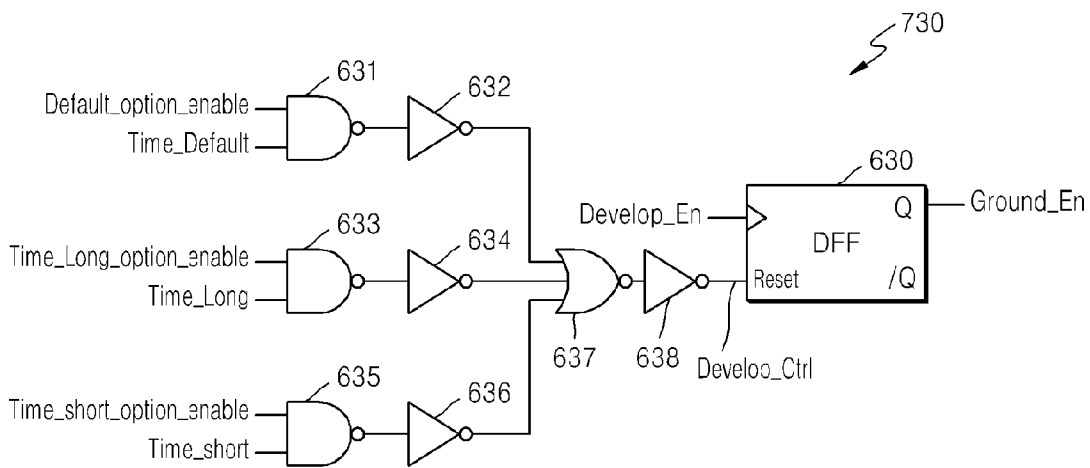 730
631
632
Default_option_enable
Time_Default
630
Develop_En
Q
Ground_En
DFF
Reset
/Q
633
634
Time_Long_option_enable
Time_Long
637
638
Develoo_Ctrl
635
636
Time_short_option_enable
Time_short